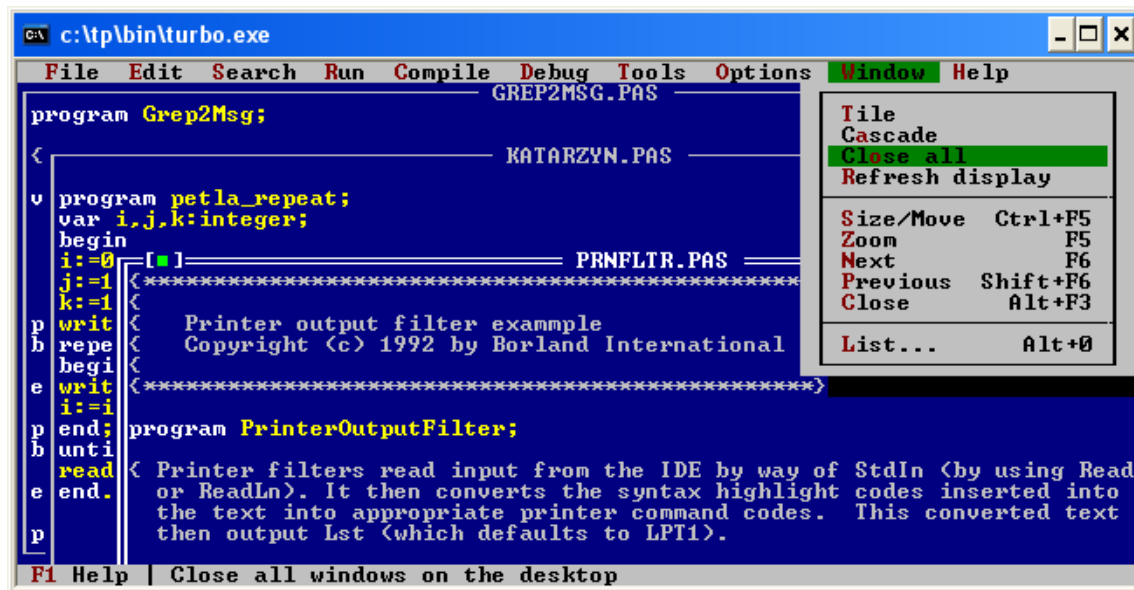 c:\tp\bin\turbo.exe
File Edit Search Run Compile Debug Tools Options Window Help
GREP2MSG.PAS
program Grep2Msg;
{
KATARZYN.PAS
v
program petla_repeat;
var i,j,k:integer;
begin
i:=0
j:=1
k:=1
p writ
b repe
begi
e writ
i:=i
p end;
b unti
read
e end.
p
[■] PRNFLTR.PAS
{**************************************************
{
{ Printer output filter exammple
{ Copyright (c) 1992 by Borland International
{
{**************************************************}
program PrinterOutputFilter;
{ Printer filters read input from the IDE by way of StdIn (by using Read
or ReadLn). It then converts the syntax highlight codes inserted into
the text into appropriate printer command codes. This converted text
then output Lst (which defaults to LPT1).
Tile
Cascade
Close all
Refresh display
Size/Move Ctrl+F5
Zoom F5
Next F6
Previous Shift+F6
Close Alt+F3
List... Alt+0
F1 Help | Close all windows on the desktop